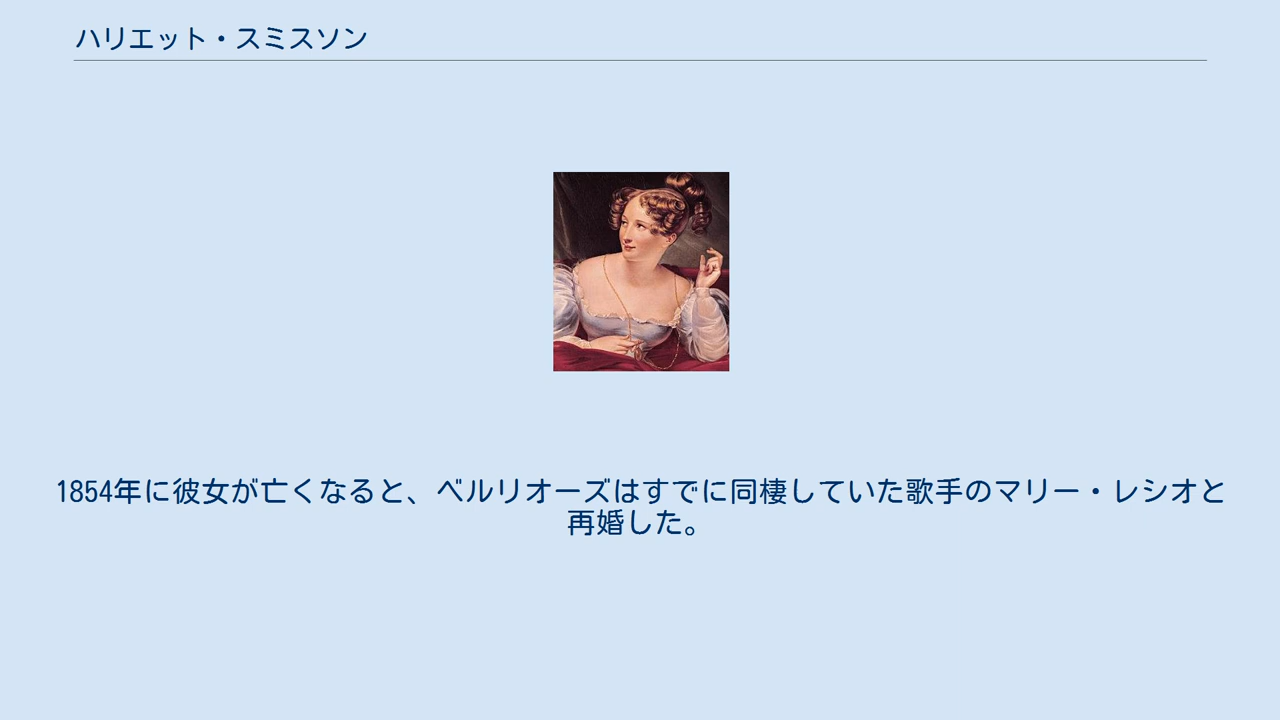 ハリエット・スミスソン
1854年に彼女が亡くなると、ベルリオーズはすでに同棲していた歌手のマリー・レシオと
再婚した。